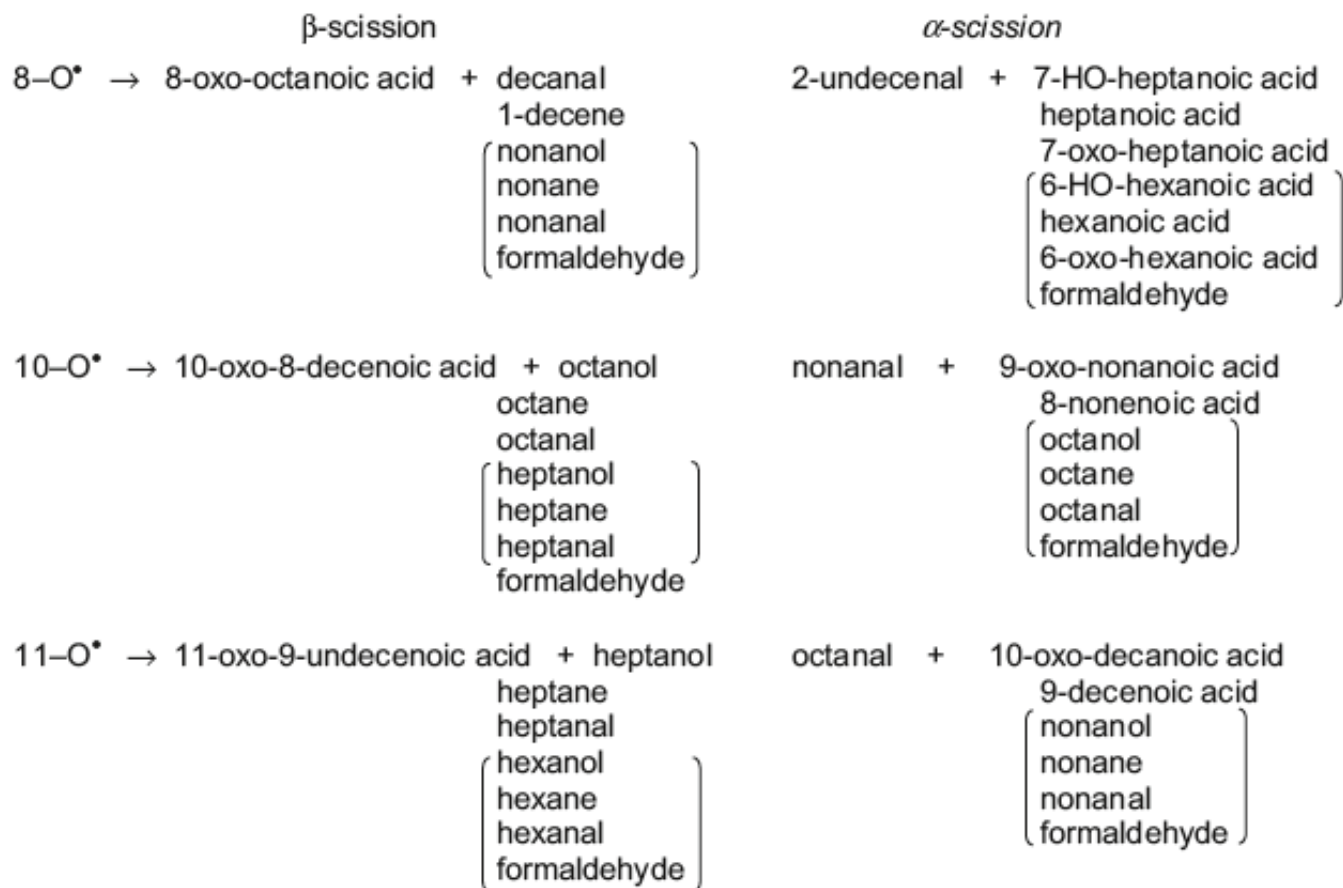 β-scission α-scission
8–O• → 8-oxo-octanoic acid + decanal 2-undecenal + 7-HO-heptanoic acid
1-decene heptanoic acid
nonanol 7-oxo-heptanoic acid
nonane 6-HO-hexanoic acid
nonanal hexanoic acid
formaldehyde 6-oxo-hexanoic acid
formaldehyde
10–O• → 10-oxo-8-decenoic acid + octanol nonanal + 9-oxo-nonanoic acid
octane 8-nonenoic acid
octanal octanol
heptanol octane
heptane octanal
heptanal formaldehyde
formaldehyde
11–O• → 11-oxo-9-undecenoic acid + heptanol octanal + 10-oxo-decanoic acid
heptane 9-decenoic acid
heptanal nonanol
hexanol nonane
hexane nonanal
hexanal formaldehyde
formaldehyde